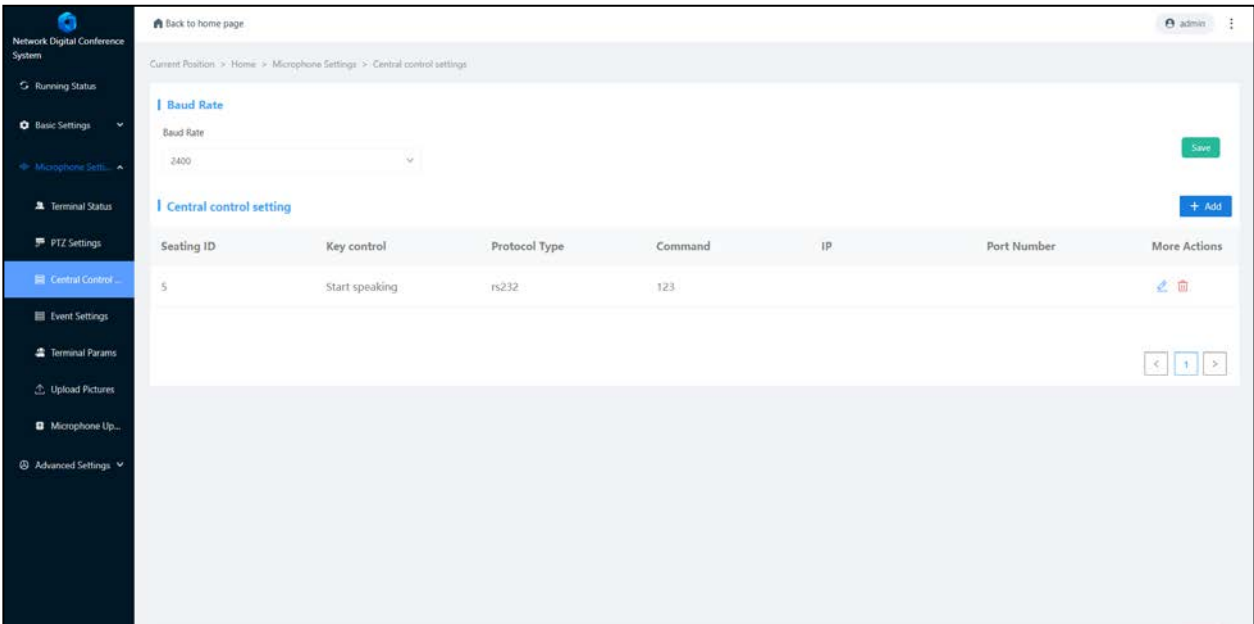 Network Digital Conference
System
Back to home page
admin
Current Position > Home > Microphone Settings > Central control settings
Running Status
Basic Settings
Microphone Setti...
Terminal Status
PTZ Settings
Central Control ...
Event Settings
Terminal Params
Upload Pictures
Microphone Up...
Advanced Settings
Baud Rate
Baud Rate
2400
Save
Central control setting
+ Add
Seating ID Key control Protocol Type Command IP Port Number More Actions
5 Start speaking rs232 123
< 1 >